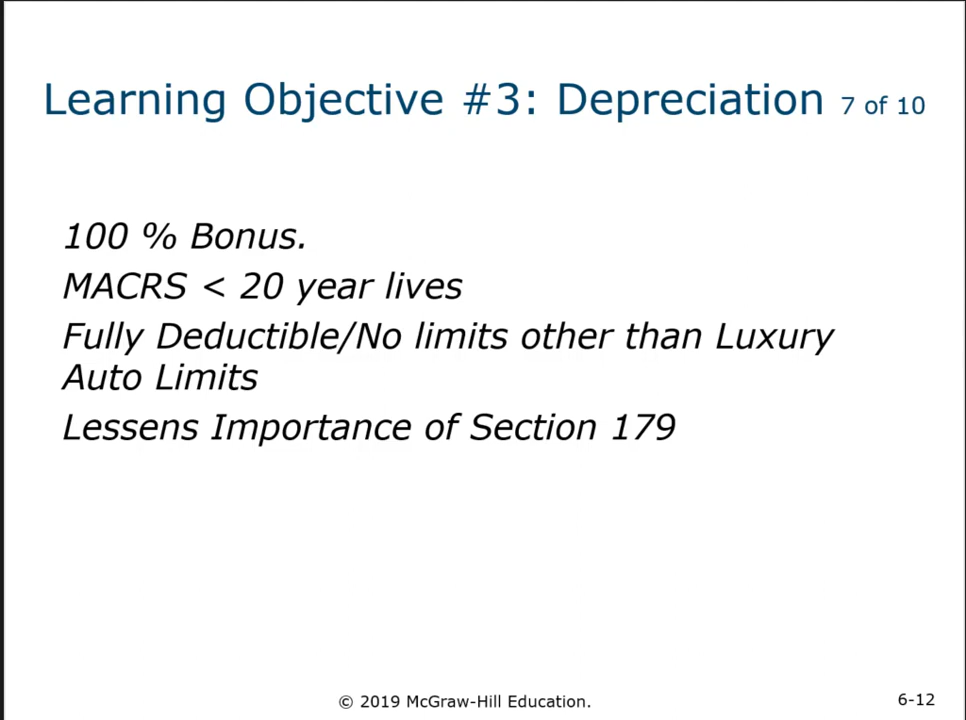 Learning Objective #3: Depreciation 7 of 10
100 % Bonus.
MACRS < 20 year lives
Fully Deductible/No limits other than Luxury
Auto Limits
Lessens Importance of Section 179
© 2019 McGraw-Hill Education.
6-12